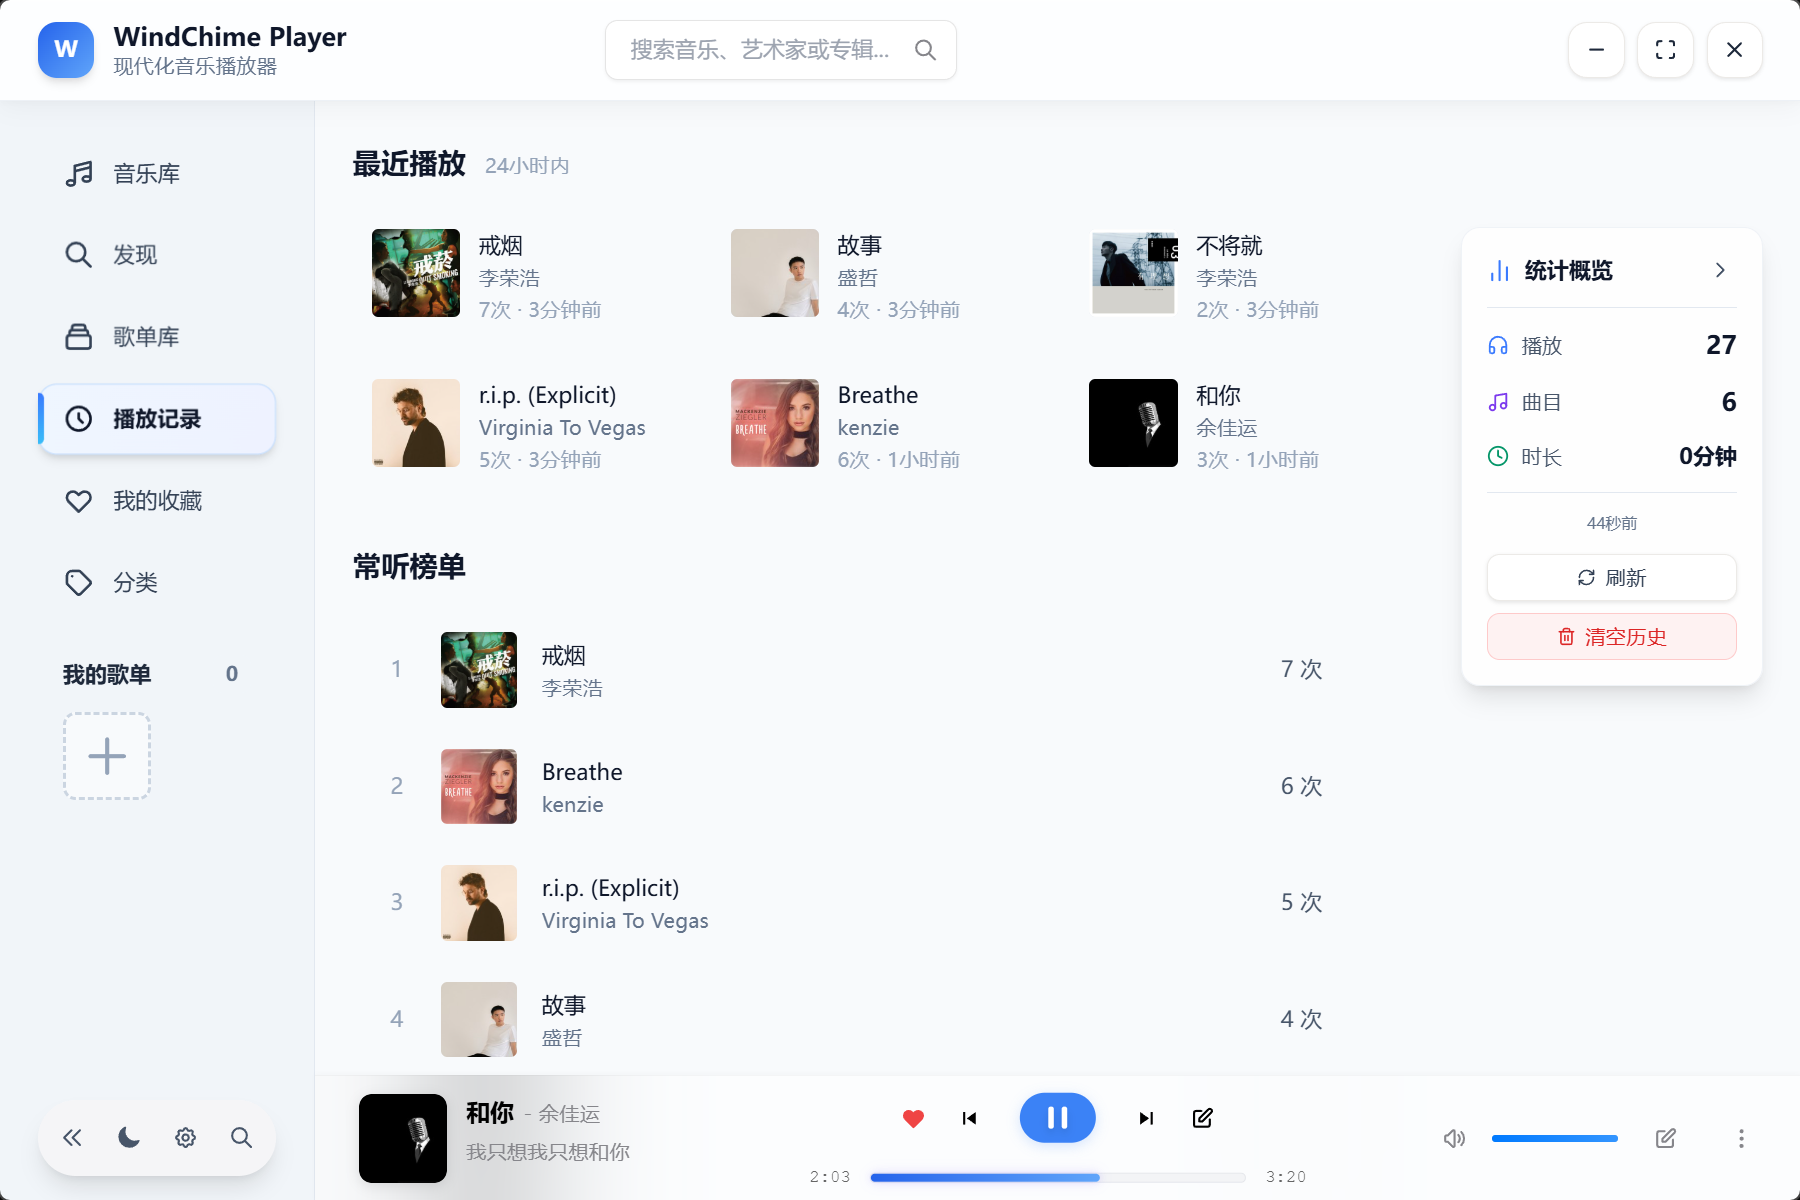 W
WindChime Player
现代化音乐播放器
搜索音乐、艺术家或专辑...
音乐库
发现
歌单库
播放记录
我的收藏
分类
我的歌单 0
最近播放 24小时内
戒烟
李荣浩
7次 · 3分钟前
故事
盛哲
4次 · 3分钟前
不将就
李荣浩
2次 · 3分钟前
r.i.p. (Explicit)
Virginia To Vegas
5次 · 3分钟前
Breathe
kenzie
6次 · 1小时前
和你
余佳运
3次 · 1小时前
常听榜单
1
戒烟
李荣浩
7 次
2
Breathe
kenzie
6 次
3
r.i.p. (Explicit)
Virginia To Vegas
5 次
4
故事
盛哲
4 次
统计概览
播放 27
曲目 6
时长 0分钟
44秒前
刷新
清空历史
和你 - 余佳运
我只想我只想和你
2:03
3:20
戒菸
MACKENZIE
ZIEGLER
BREATHE